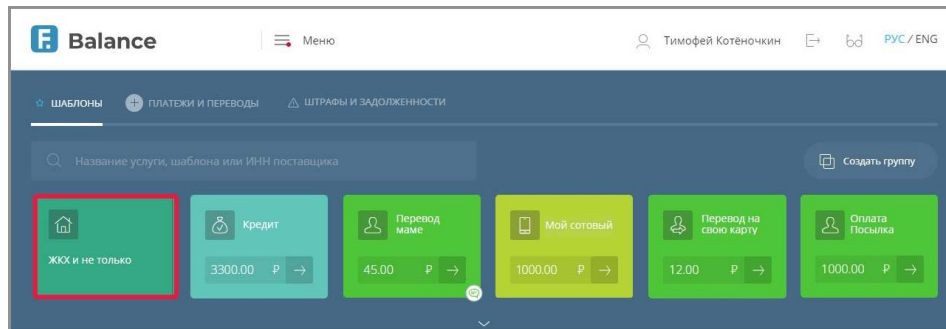 F. Balance
Меню
Тимофей Котёночкин
РУС / ENG
ШАБЛОНЫ
ПЛАТЕЖИ И ПЕРЕВОДЫ
ШТРАФЫ И ЗАДОЛЖЕННОСТИ
Название услуги, шаблона или ИНН поставщика
Создать группу
ЖКХ и не только
Кредит
3300.00 ₽ →
Перевод
маме
45.00 ₽ →
Мой сотовый
1000.00 ₽ →
Перевод на
свою карту
12.00 ₽ →
Оплата
Посылка
1000.00 ₽ →